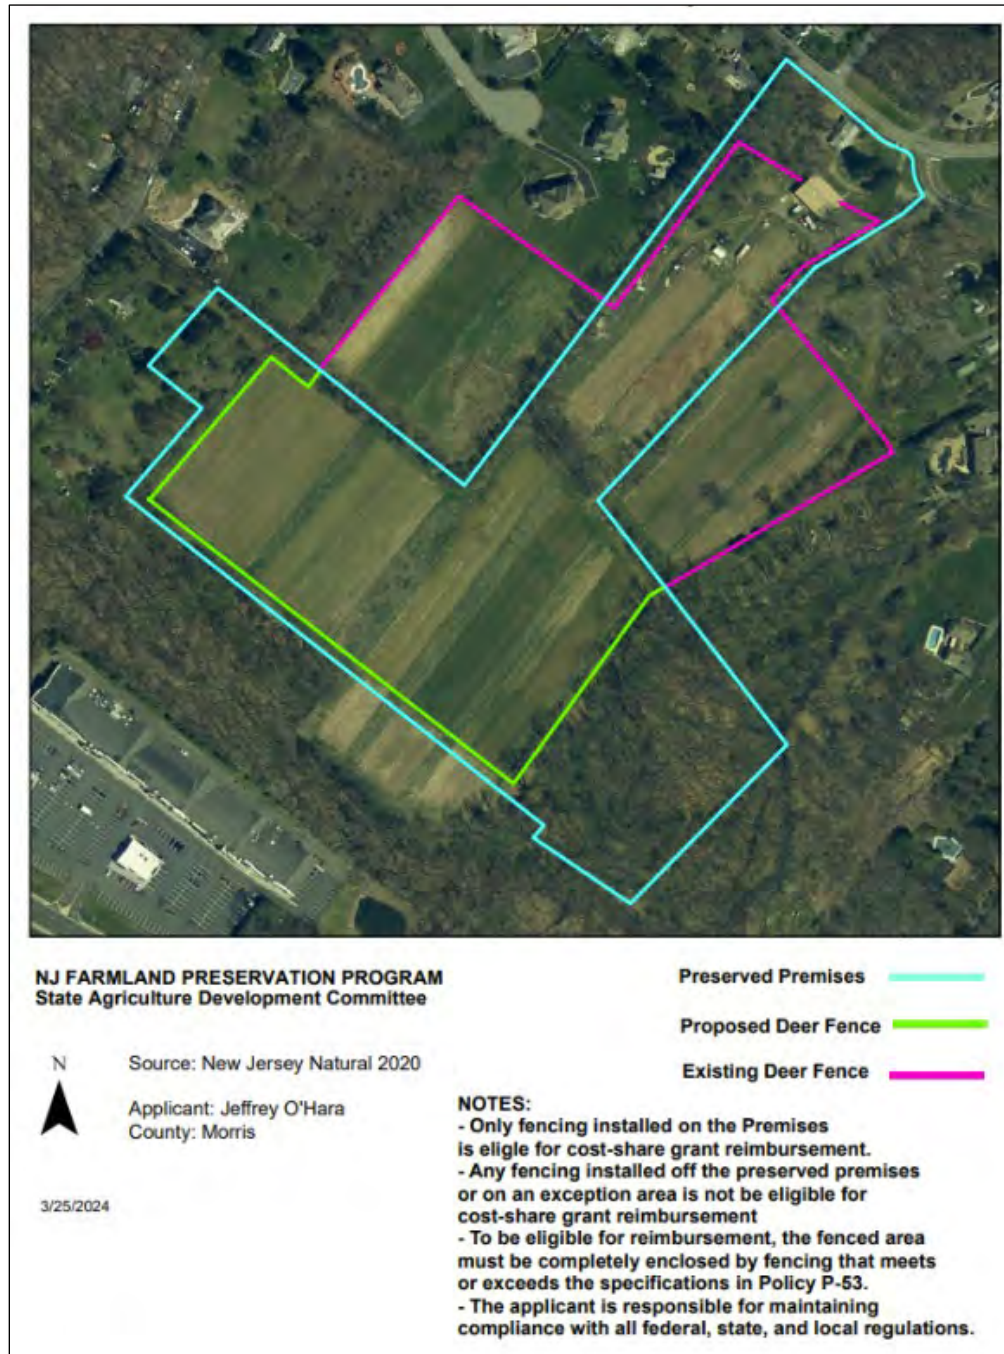 NJ FARMLAND PRESERVATION PROGRAM
State Agriculture Development Committee
N
Source: New Jersey Natural 2020
Applicant: Jeffrey O'Hara
County: Morris
3/25/2024
Preserved Premises
Proposed Deer Fence
Existing Deer Fence
NOTES:
- Only fencing installed on the Premises
is eligle for cost-share grant reimbursement.
- Any fencing installed off the preserved premises
or on an exception area is not be eligible for
cost-share grant reimbursement
- To be eligible for reimbursement, the fenced area
must be completely enclosed by fencing that meets
or exceeds the specifications in Policy P-53.
- The applicant is responsible for maintaining
compliance with all federal, state, and local regulations.